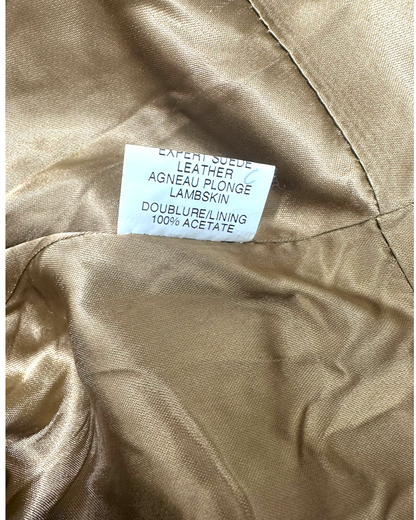 EXPERT SUEDE
LEATHER
AGNEAU PLONGE
LAMBSKIN
DOUBLURE/LINING
100% ACETATE